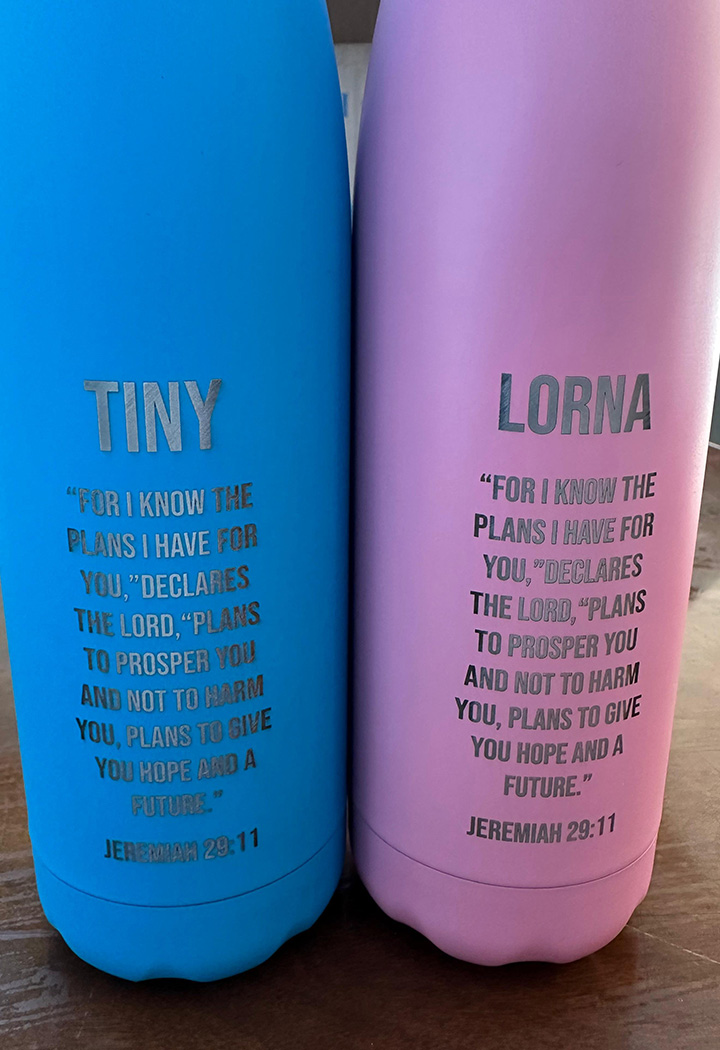 TINY
“FOR I KNOW THE
PLANS I HAVE FOR
YOU,”DECLARES
THE LORD,“PLANS
TO PROSPER YOU
AND NOT TO HARM
YOU, PLANS TO GIVE
YOU HOPE AND A
FUTURE.”
JEREMIAH 29:11
LORNA
“FOR I KNOW THE
PLANS I HAVE FOR
YOU,”DECLARES
THE LORD,“PLANS
TO PROSPER YOU
AND NOT TO HARM
YOU, PLANS TO GIVE
YOU HOPE AND A
FUTURE.”
JEREMIAH 29:11